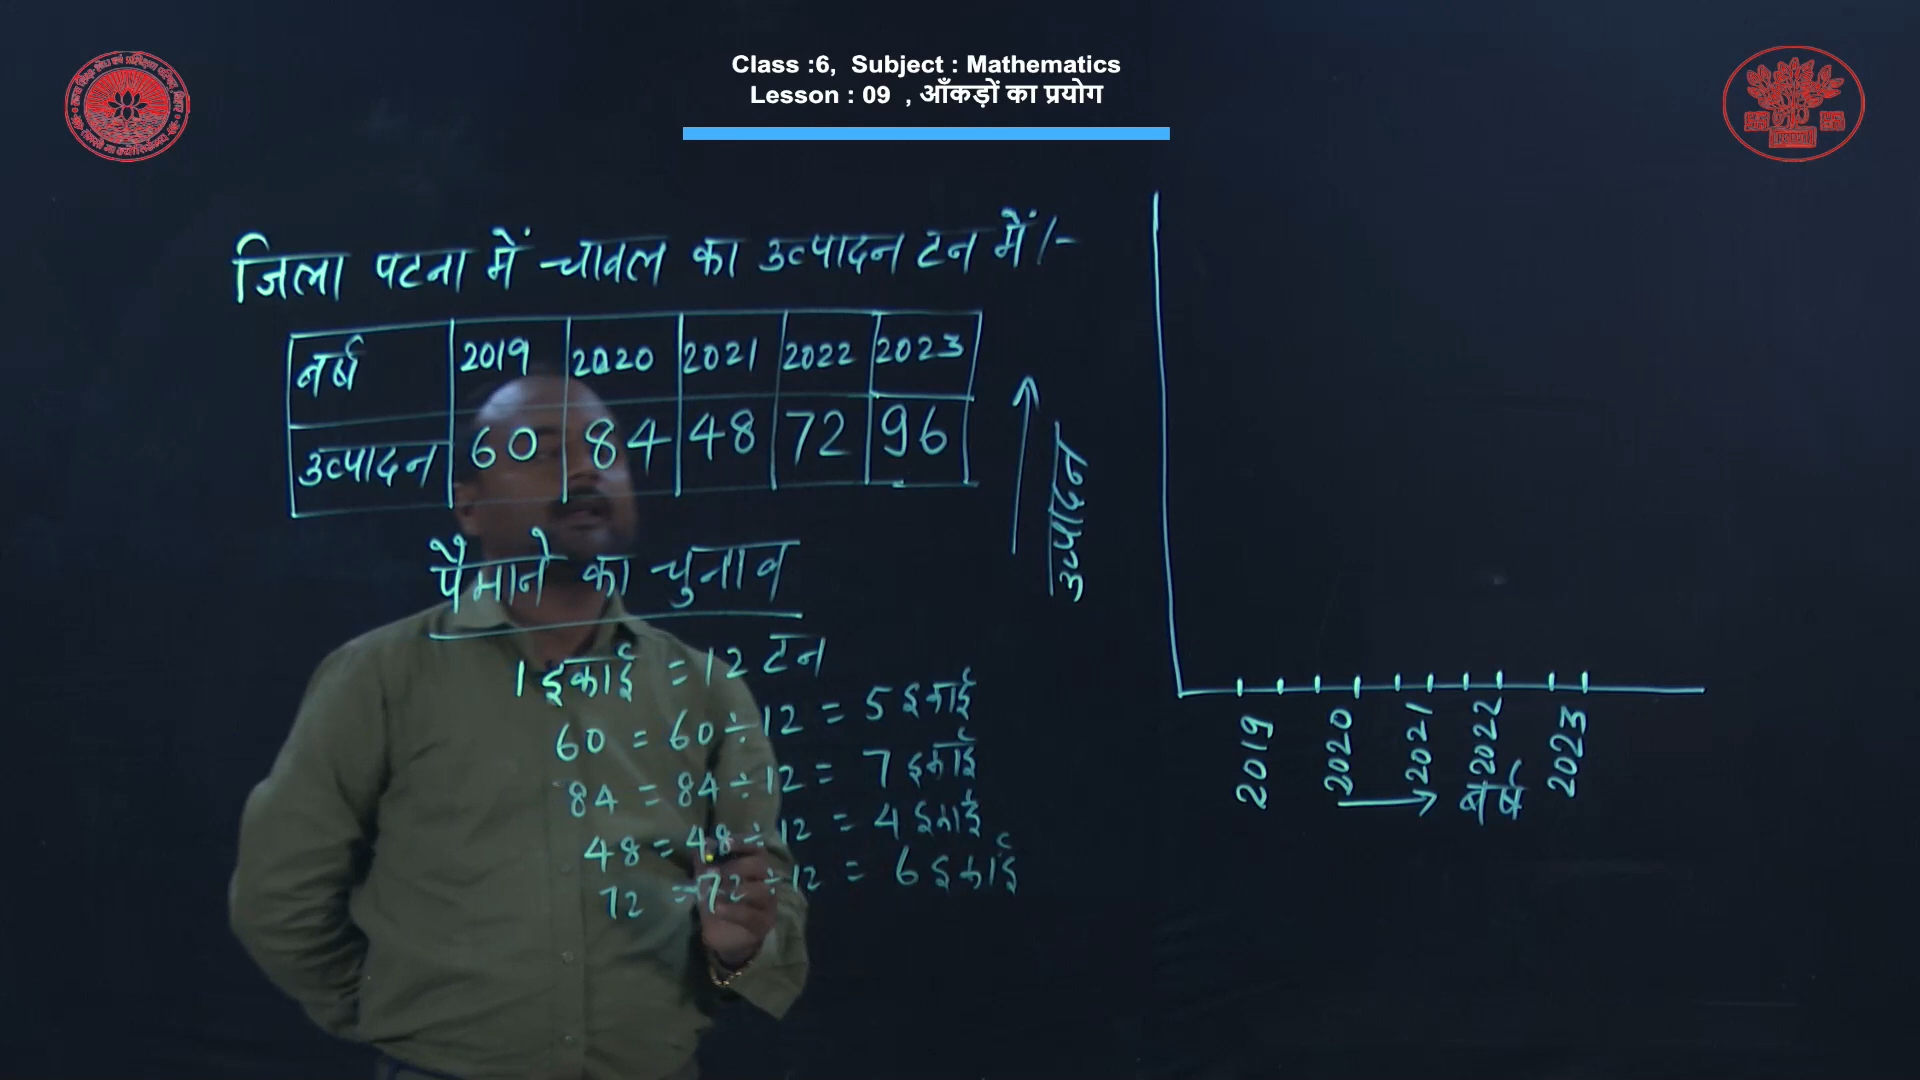 Class :6, Subject : Mathematics
Lesson : 09 , आँकड़ों का प्रयोग
जिला पटना में चावल का उत्पादन टन में :-
बर्ष 2019 2020 2021 2022 2023
उत्पादन 60 84 48 72 96
पैमाने का चुनाव
1 इकाई = 12 टन
60 = 60 ÷ 12 = 5 इकाई
84 = 84 ÷ 12 = 7 इकाई
48 = 48 ÷ 12 = 4 इकाई
72 = 72 ÷ 12 = 6 इकाई
उत्पादन
2019 2020 2021 2022 2023
बर्ष